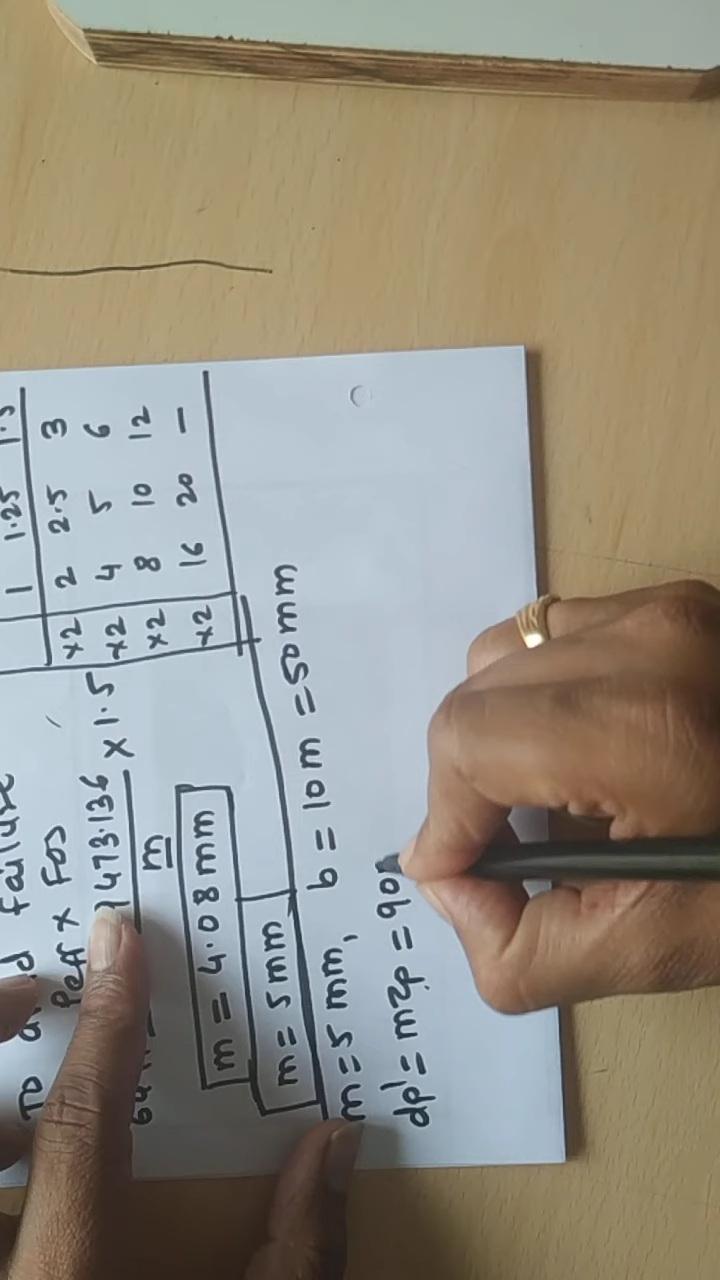 1 1.25 1.5
×2 2 2.5 3
×2 4 5 6
×2 8 10 12
×2 16 20 —
failure
Peff × FOS
473.136 × 1.5
m
m = 4.08 mm
m = 5 mm
m = 5 mm, b = 10 m = 50 mm
dp' = mzp = 90